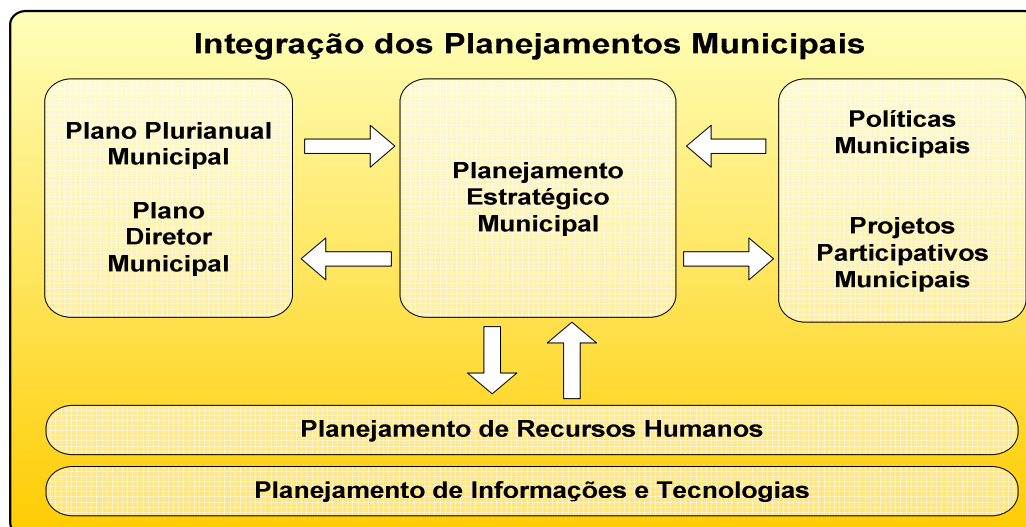 Integração dos Planejamentos Municipais
Plano Plurianual
Municipal
Plano
Diretor
Municipal
Planejamento
Estratégico
Municipal
Políticas
Municipais
Projetos
Participativos
Municipais
Planejamento de Recursos Humanos
Planejamento de Informações e Tecnologias